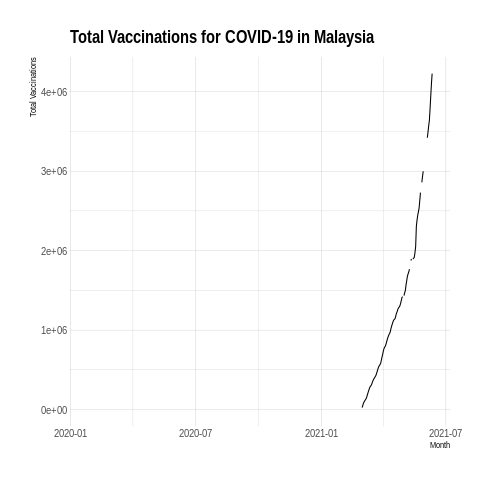 Total Vaccinations for COVID-19 in Malaysia
Total Vaccinations
4e+06
3e+06
2e+06
1e+06
0e+00
2020-01 2020-07 2021-01 2021-07
Month